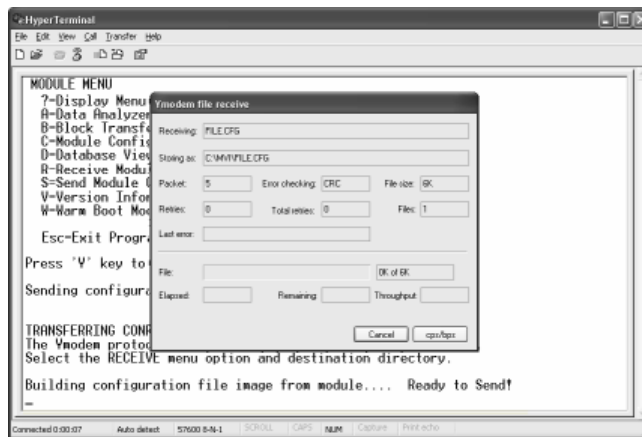 HyperTerminal
File Edit View Call Transfer Help
MODULE MENU
?=Display Menu
A=Data Analyzer
B=Block Transfe
C=Module Config
D=Database View
R=Receive Modul
S=Send Module C
V=Version Infor
W=Warm Boot Mod
Esc=Exit Progra
Press 'Y' key to
Sending configura
TRANSFERRING CONF
The Ymodem protoc
Select the RECEIVE menu option and destination directory.
Building configuration file image from module.... Ready to Send!
Ymodem file receive
Receiving: FILE.CFG
Storing as: C:\MVI\FILE.CFG
Packet: 5 Error checking: CRC File size: 6K
Retries: 0 Total retries: 0 Files: 1
Last error:
File: 0K of 6K
Elapsed: Remaining: Throughput:
Cancel cps/bps
Connected 0:00:07 Auto detect 57600 8-N-1 SCROLL CAPS NUM Capture Print echo